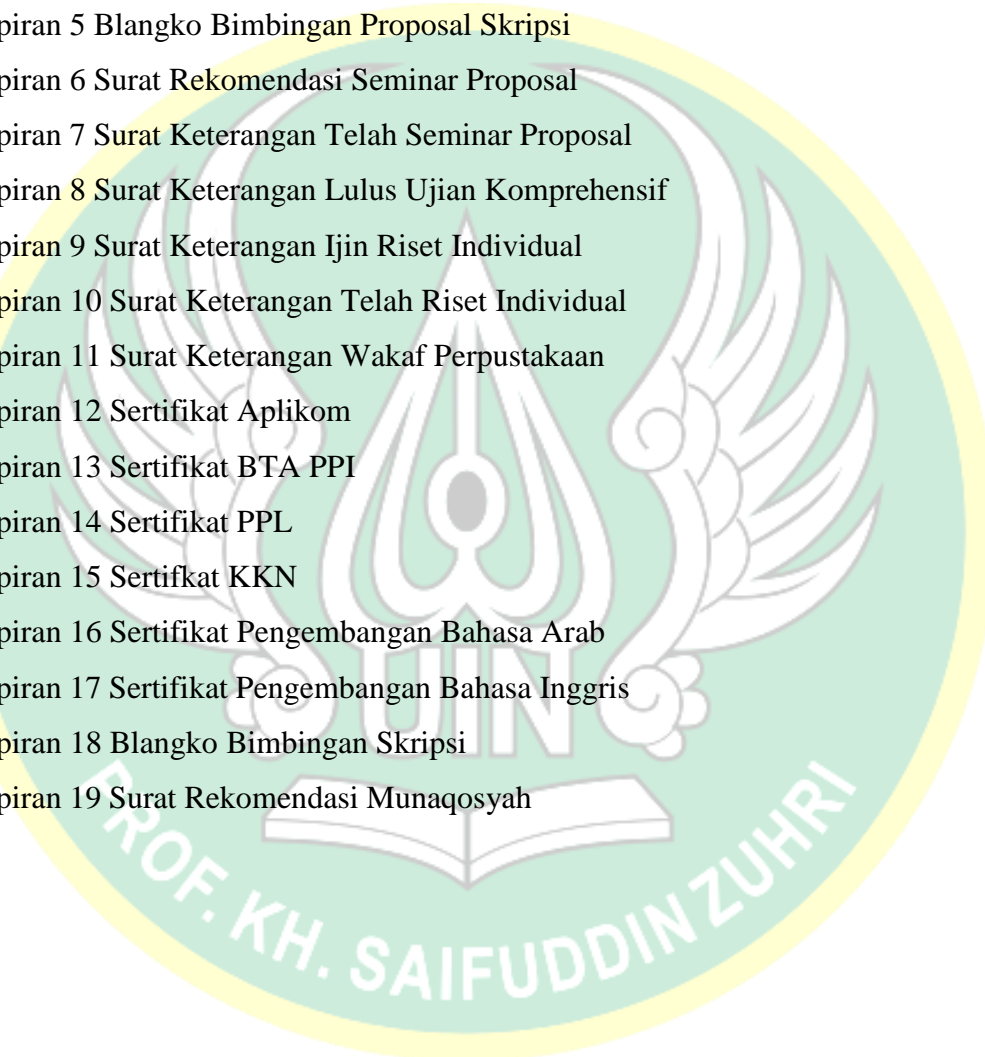 piran 5 Blangko Bimbingan Proposal Skripsi
piran 6 Surat Rekomendasi Seminar Proposal
piran 7 Surat Keterangan Telah Seminar Proposal
piran 8 Surat Keterangan Lulus Ujian Komprehensif
piran 9 Surat Keterangan Ijin Riset Individual
piran 10 Surat Keterangan Telah Riset Individual
piran 11 Surat Keterangan Wakaf Perpustakaan
piran 12 Sertifikat Aplikom
piran 13 Sertifikat BTA PPI
piran 14 Sertifikat PPL
piran 15 Sertifkat KKN
piran 16 Sertifikat Pengembangan Bahasa Arab
piran 17 Sertifikat Pengembangan Bahasa Inggris
piran 18 Blangko Bimbingan Skripsi
piran 19 Surat Rekomendasi Munaqosyah
UIN
PROF. KH. SAIFUDDIN ZUHRI